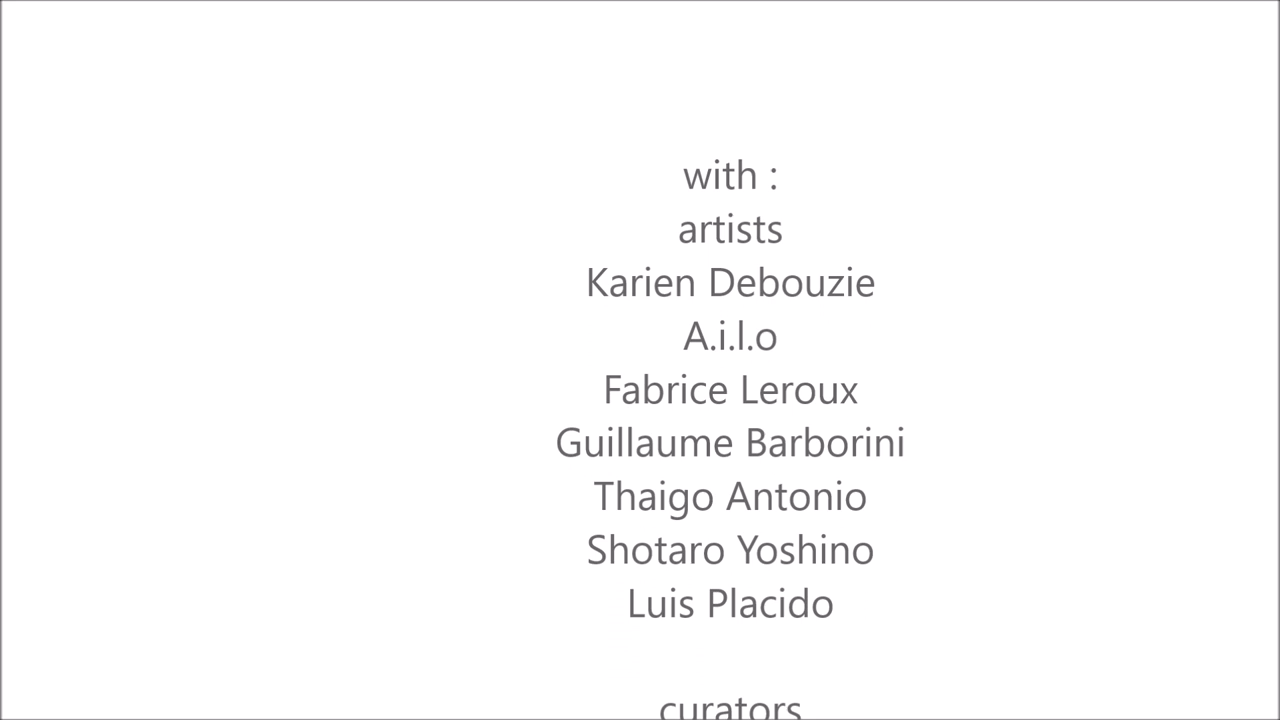 with :
artists
Karien Debouzie
A.i.l.o
Fabrice Leroux
Guillaume Barborini
Thaigo Antonio
Shotaro Yoshino
Luis Placido
curators